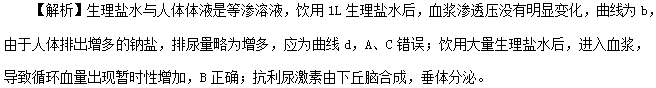 【解析】生理盐水与人体体液是等渗溶液，饮用1L生理盐水后，血浆渗透压没有明显变化，曲线为b，
由于人体排出增多的钠盐，排尿量略为增多，应为曲线d，A、C错误；饮用大量生理盐水后，进入血浆，
导致循环血量出现暂时性增加，B正确；抗利尿激素由下丘脑合成，垂体分泌。